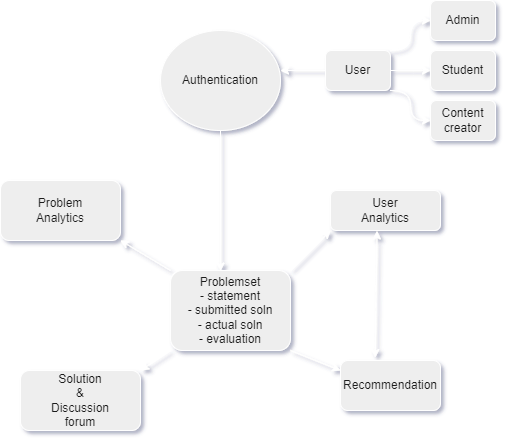 Admin
Authentication
User
Student
Content
creator
Problem
Analytics
User
Analytics
Problemset
- statement
- submitted soln
- actual soln
- evaluation
Solution
&
Discussion
forum
Recommendation